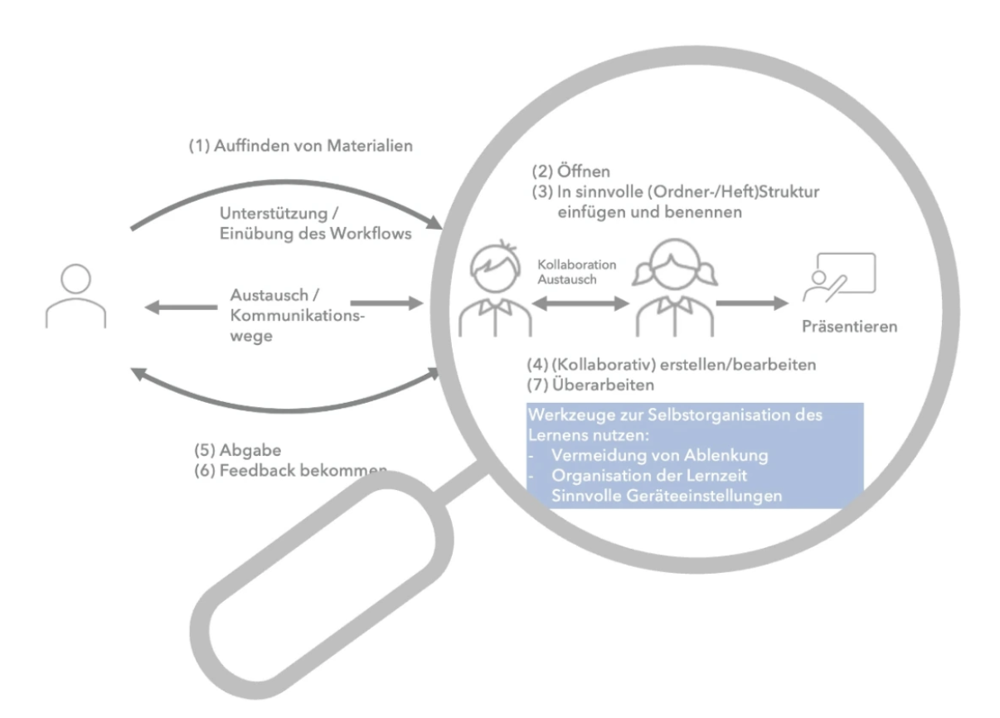 (1) Auffinden von Materialien
Unterstützung /
Einübung des Workflows
Austausch /
Kommunikations-
wege
(5) Abgabe
(6) Feedback bekommen
(2) Öffnen
(3) In sinnvolle (Ordner-/Heft)Struktur
einfügen und benennen
Kollaboration
Austausch
Präsentieren
(4) (Kollaborativ) erstellen/bearbeiten
(7) Überarbeiten
Werkzeuge zur Selbstorganisation des
Lernens nutzen:
- Vermeidung von Ablenkung
- Organisation der Lernzeit
Sinnvolle Geräteeinstellungen